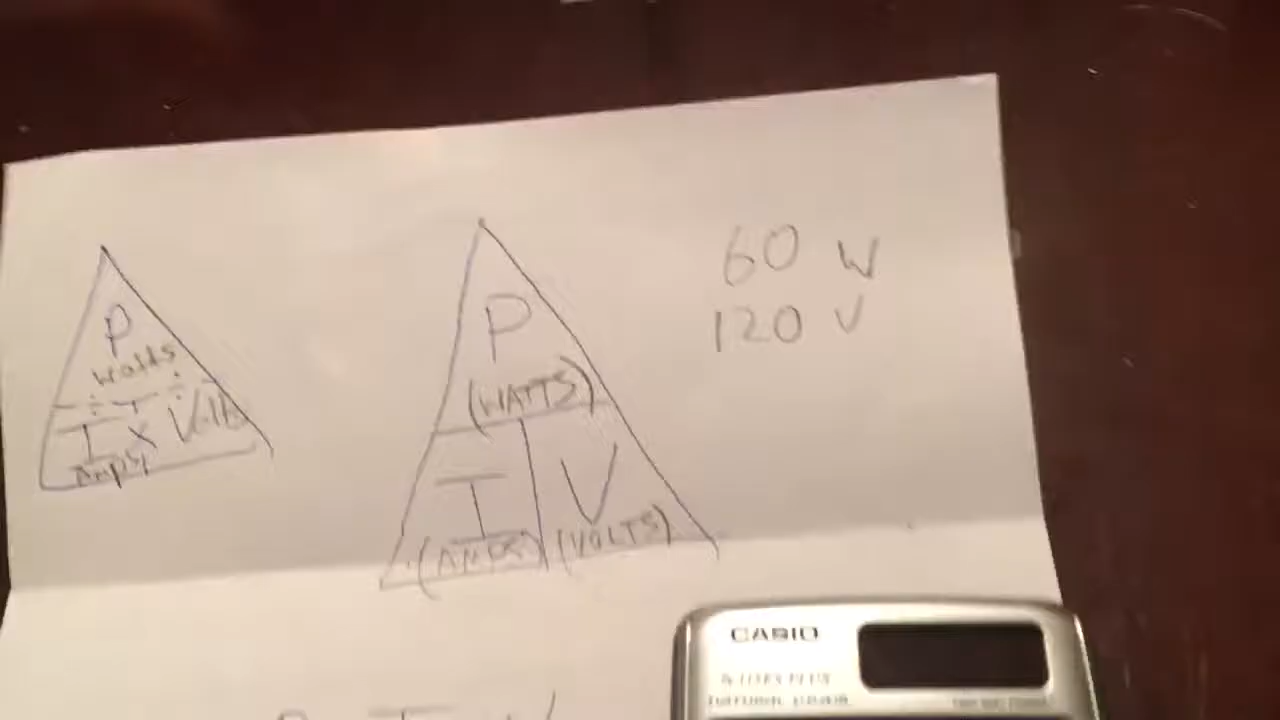 P
watts
÷ ÷
I x Volts
Amps
P
(WATTS)
I V
(AMPS) (VOLTS)
60 W
120 V
CASIO